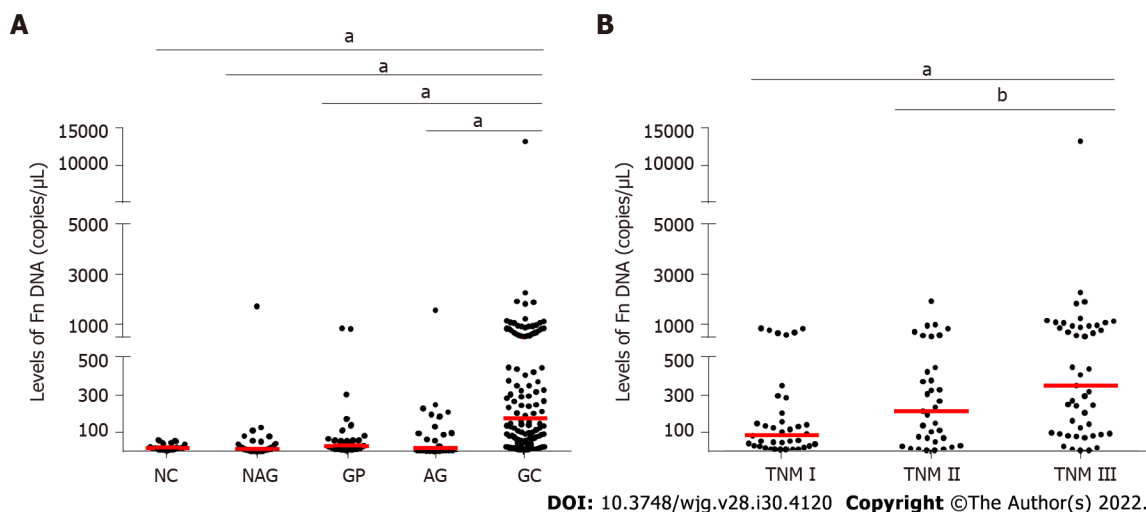 A
a
a
a
a
Levels of Fn DNA (copies/μL)
15000
10000
5000
3000
1000
500
300
100
NC NAG GP AG GC
B
a
b
Levels of Fn DNA (copies/μL)
15000
10000
5000
3000
1000
500
300
100
TNM I TNM II TNM III
DOI: 10.3748/wjg.v28.i30.4120 Copyright ©The Author(s) 2022.